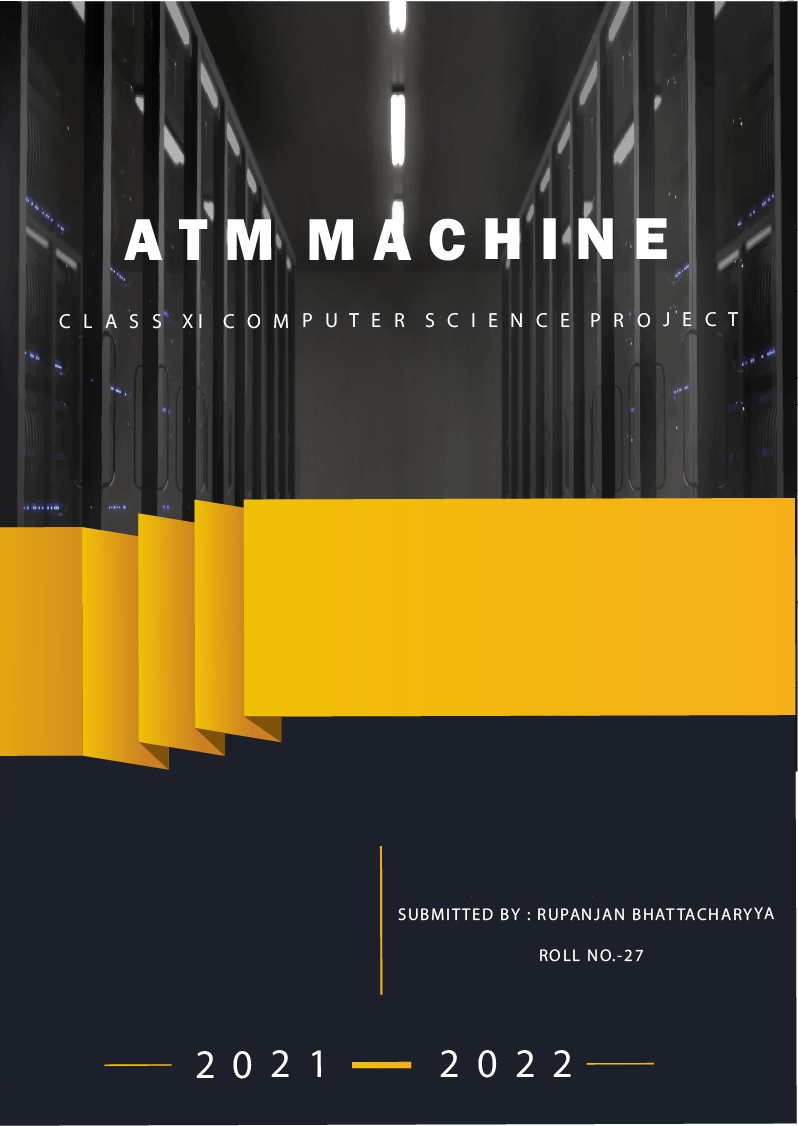 ATM MACHINE
CLASS XI COMPUTER SCIENCE PROJECT
SUBMITTED BY : RUPANJAN BHATTACHARYYA
ROLL NO.-27
2021 — 2022